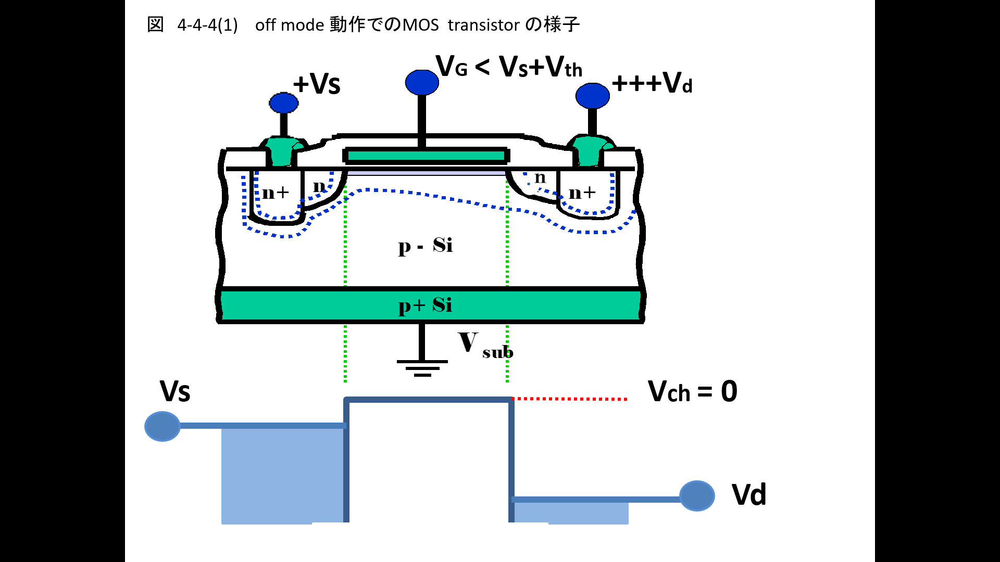 図 4-4-4(1) off mode 動作でのMOS transistor の様子
VG < Vs+Vth
+Vs
+++Vd
n+
n
n
n+
p - Si
p+ Si
V sub
Vs
Vch = 0
Vd